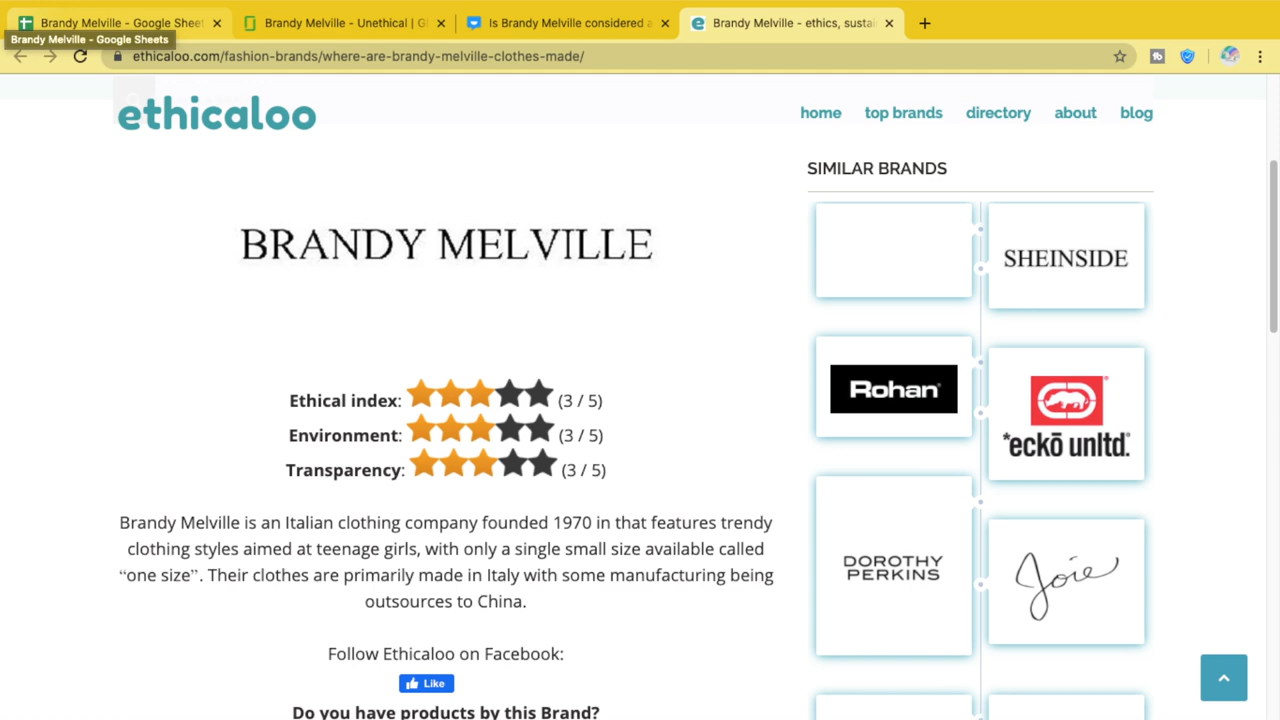 Brandy Melville - Google Sheet
Brandy Melville - Unethical | G
Is Brandy Melville considered a
Brandy Melville - ethics, sustai
Brandy Melville - Google Sheets
ethicaloo.com/fashion-brands/where-are-brandy-melville-clothes-made/
ethicaloo
home
top brands
directory
about
blog
BRANDY MELVILLE
Ethical index: (3 / 5)
Environment: (3 / 5)
Transparency: (3 / 5)
Brandy Melville is an Italian clothing company founded 1970 in that features trendy
clothing styles aimed at teenage girls, with only a single small size available called
“one size”. Their clothes are primarily made in Italy with some manufacturing being
outsources to China.
Follow Ethicaloo on Facebook:
Like
Do you have products by this Brand?
SIMILAR BRANDS
SHEINSIDE
Rohan
*eckō unltd.
DOROTHY
PERKINS
Joie